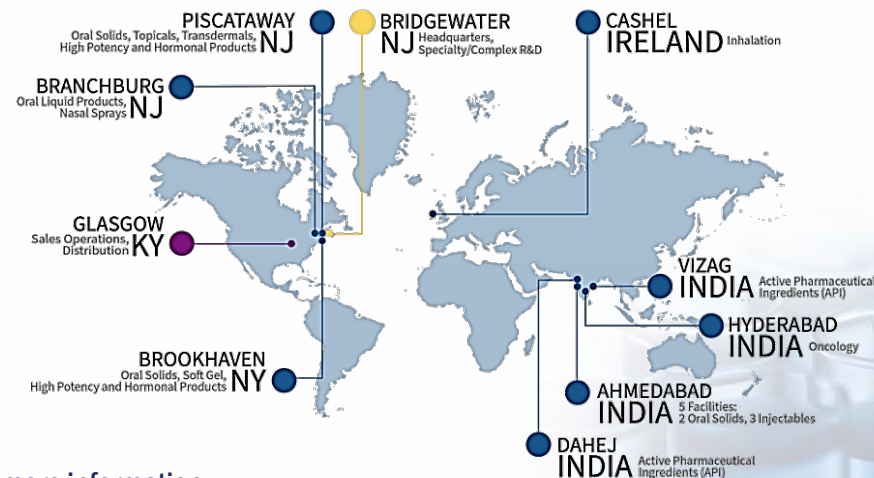 PISCATAWAY
Oral Solids, Topicals, Transdermals,
High Potency and Hormonal Products NJ
BRIDGEWATER
NJ Headquarters,
Specialty/Complex R&D
CASHEL
IRELAND Inhalation
BRANCHBURG
Oral Liquid Products,
Nasal Sprays NJ
GLASGOW
Sales Operations,
Distribution KY
VIZAG
INDIA Active Pharmaceutical
Ingredients (API)
HYDERABAD
INDIA Oncology
BROOKHAVEN
Oral Solids, Soft Gel,
High Potency and Hormonal Products NY
AHMEDABAD
INDIA 5 Facilities:
2 Oral Solids, 3 Injectables
DAHEJ
INDIA Active Pharmaceutical
Ingredients (API)
more information